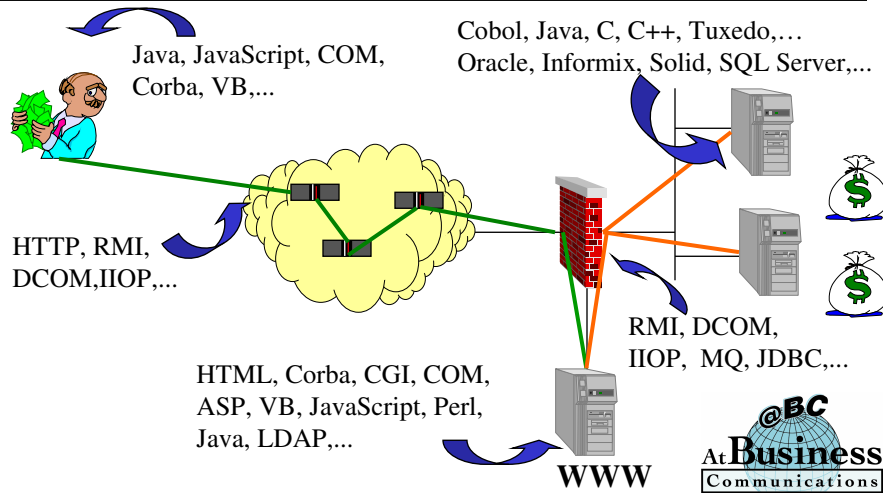 Java, JavaScript, COM,
Corba, VB,...
Cobol, Java, C, C++, Tuxedo,…
Oracle, Informix, Solid, SQL Server,...
HTTP, RMI,
DCOM,IIOP,...
$
$
RMI, DCOM,
IIOP, MQ, JDBC,...
HTML, Corba, CGI, COM,
ASP, VB, JavaScript, Perl,
Java, LDAP,...
WWW
@BC
At Business
Communications